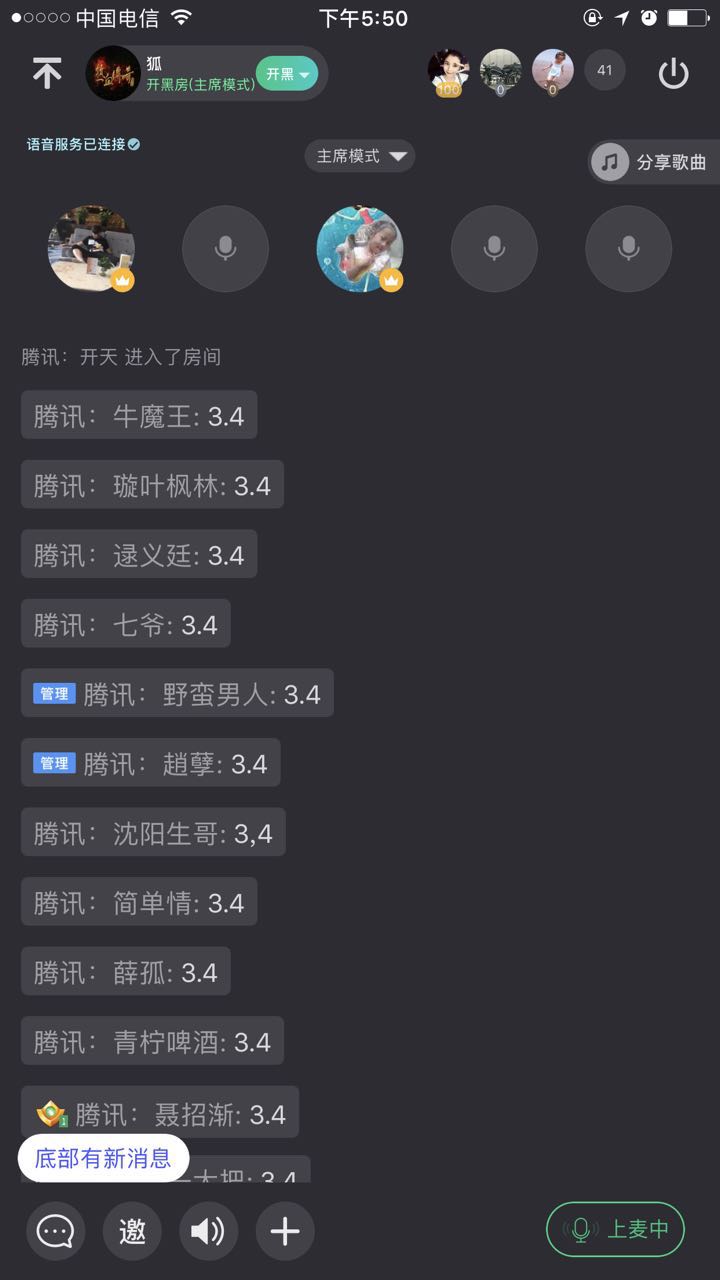 中国电信 下午5:50
狐
开黑房(主席模式)
开黑
100 0 0 41
语音服务已连接
主席模式
分享歌曲
腾讯：开天 进入了房间
腾讯：牛魔王: 3.4
腾讯：璇叶枫林: 3.4
腾讯：逯义廷: 3.4
腾讯：七爷: 3.4
管理 腾讯：野蛮男人: 3.4
管理 腾讯：趙孽: 3.4
腾讯：沈阳生哥: 3,4
腾讯：简单情: 3.4
腾讯：薛孤: 3.4
腾讯：青柠啤酒: 3.4
1 腾讯：聂招渐: 3.4
一大把: 3.4
底部有新消息
邀
上麦中